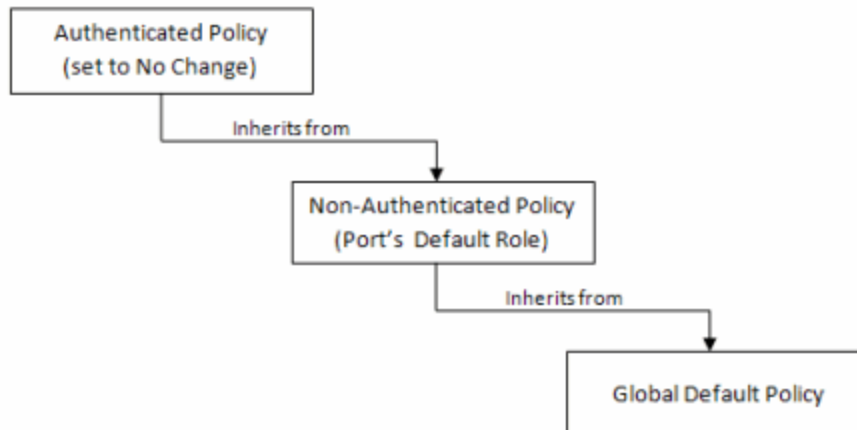 Authenticated Policy
(set to No Change)
Inherits from
Non-Authenticated Policy
(Port's Default Role)
Inherits from
Global Default Policy